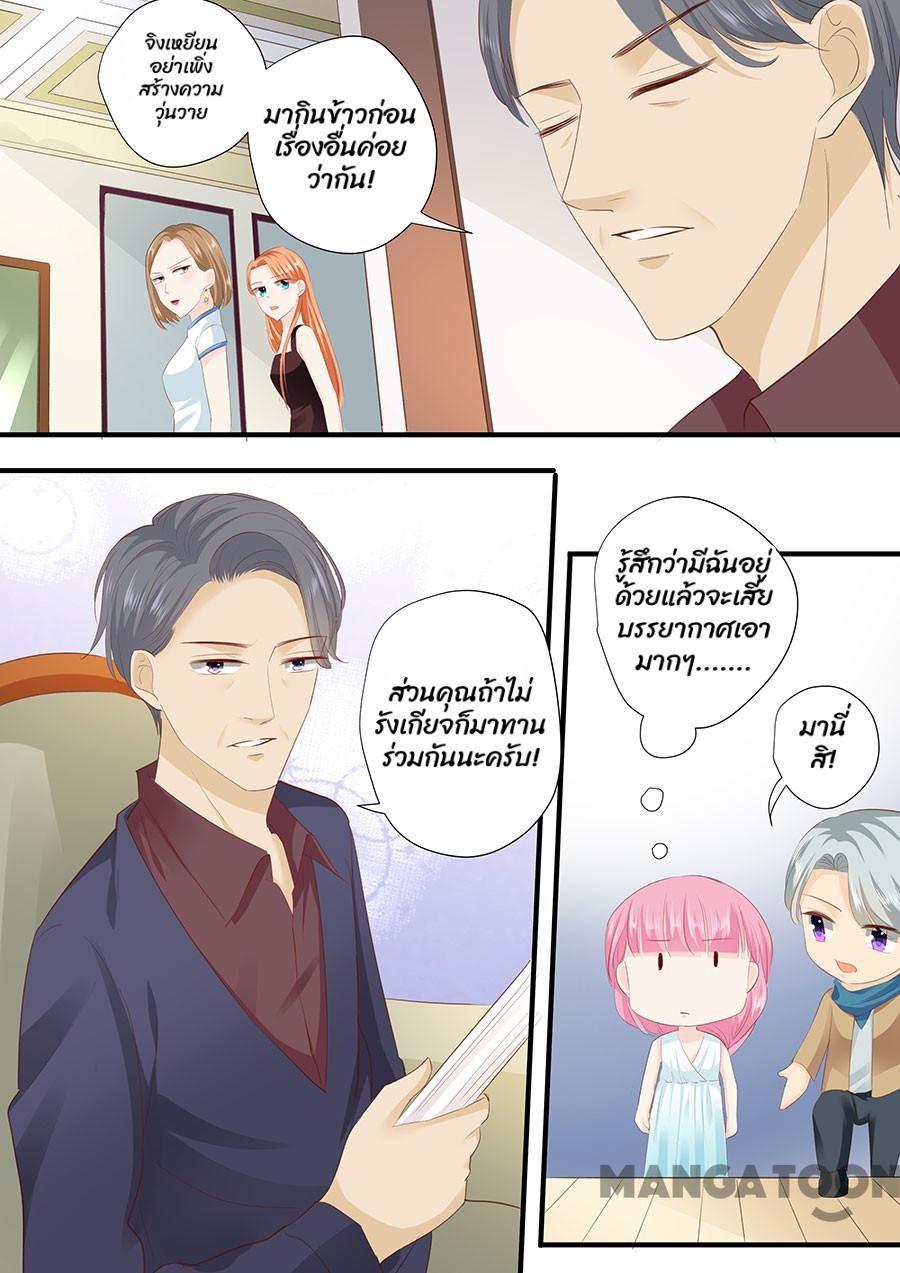 จิงเหยียน
อย่าเพิ่ง
สร้างความ
วุ่นวาย
มากินข้าวก่อน
เรื่องอื่นค่อย
ว่ากัน!
ส่วนคุณถ้าไม่
รังเกียจก็มาทาน
ร่วมกันนะครับ!
รู้สึกว่ามีฉันอยู่
ด้วยแล้วจะเสีย
บรรยากาศเอา
มากๆ.......
มานี่
สิ!
MANGATOON